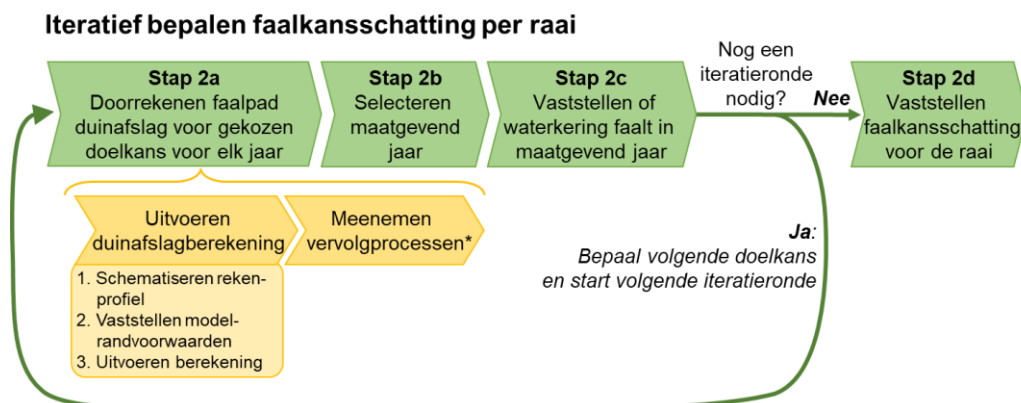 Iteratief bepalen faalkansschatting per raai
Stap 2a
Doorrekenen faalpad
duinafslag voor gekozen
doelkans voor elk jaar
Stap 2b
Selecteren
maatgevend
jaar
Stap 2c
Vaststellen of
waterkering faalt in
maatgevend jaar
Nog een
iteratieronde
nodig?
Nee
Stap 2d
Vaststellen
faalkansschatting
voor de raai
Uitvoeren
duinafslagberekening
Meenemen
vervolgprocessen*
1. Schematiseren reken-
profiel
2. Vaststellen model-
randvoorwaarden
3. Uitvoeren berekening
Ja:
Bepaal volgende doelkans
en start volgende iteratieronde